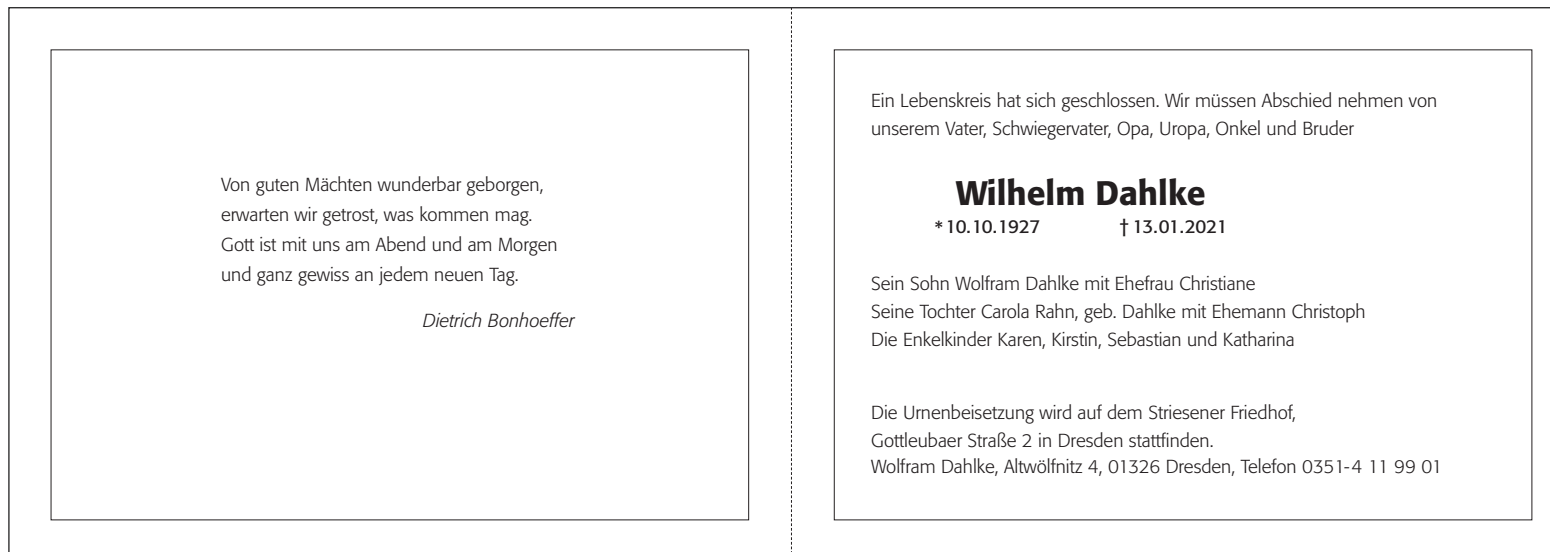 Von guten Mächten wunderbar geborgen,
erwarten wir getrost, was kommen mag.
Gott ist mit uns am Abend und am Morgen
und ganz gewiss an jedem neuen Tag.
Dietrich Bonhoeffer
Ein Lebenskreis hat sich geschlossen. Wir müssen Abschied nehmen von
unserem Vater, Schwiegervater, Opa, Uropa, Onkel und Bruder
Wilhelm Dahlke
* 10.10.1927 † 13.01.2021
Sein Sohn Wolfram Dahlke mit Ehefrau Christiane
Seine Tochter Carola Rahn, geb. Dahlke mit Ehemann Christoph
Die Enkelkinder Karen, Kirstin, Sebastian und Katharina
Die Urnenbeisetzung wird auf dem Striesener Friedhof,
Gottleubaer Straße 2 in Dresden stattfinden.
Wolfram Dahlke, Altwölfnitz 4, 01326 Dresden, Telefon 0351-4 11 99 01